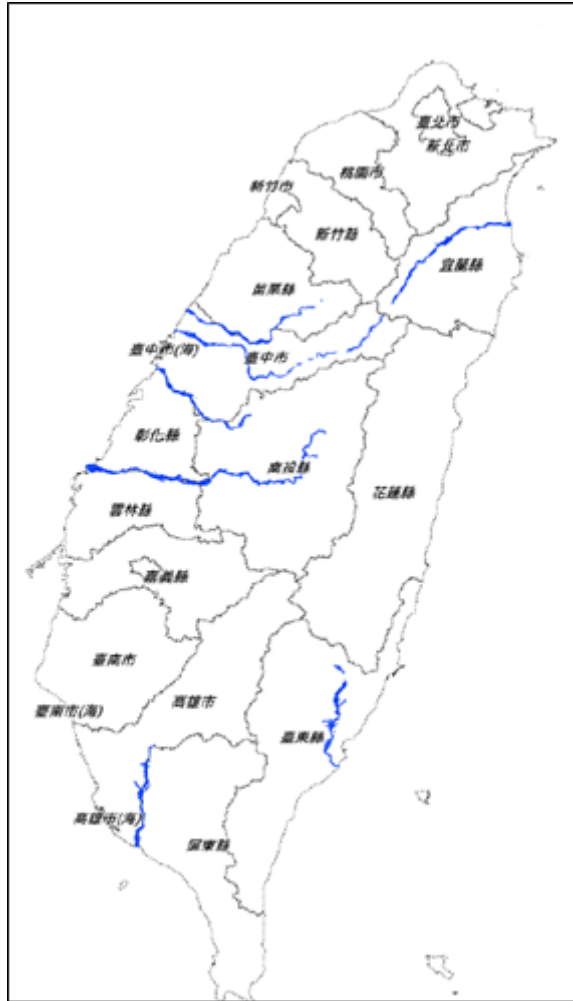 臺北市
新北市
桃園市
新竹市
新竹縣
宜蘭縣
苗栗縣
臺中市(海)
臺中市
彰化縣
南投縣
花蓮縣
雲林縣
嘉義縣
臺南市
高雄市
臺南市(海)
臺東縣
高雄市(海)
屏東縣